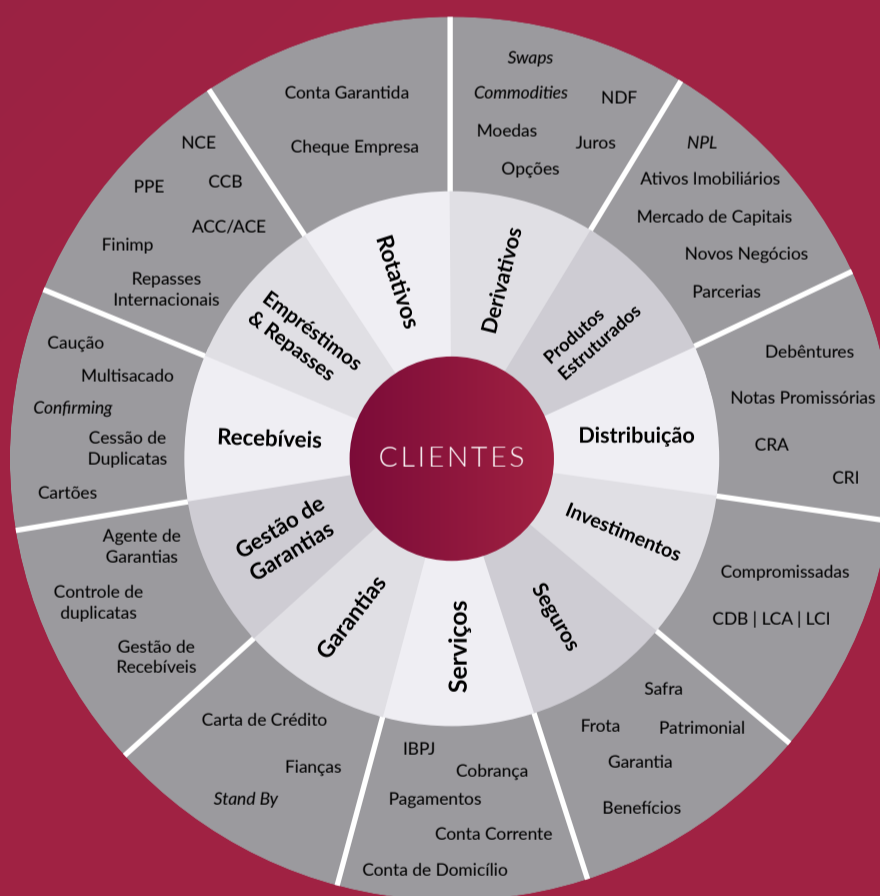 CLIENTES
Derivativos
Swaps
Commodities
NDF
Moedas
Juros
Opções
Produtos
Estruturados
NPL
Ativos Imobiliários
Mercado de Capitais
Novos Negócios
Parcerias
Distribuição
Debêntures
Notas Promissórias
CRA
CRI
Investimentos
Compromissadas
CDB | LCA | LCI
Seguros
Safra
Frota
Patrimonial
Garantia
Benefícios
Serviços
IBPJ
Cobrança
Pagamentos
Conta Corrente
Conta de Domicílio
Garantias
Carta de Crédito
Fianças
Stand By
Gestão de
Garantias
Agente de
Garantias
Controle de
duplicatas
Gestão de
Recebíveis
Recebíveis
Caução
Multisacado
Confirming
Cessão de
Duplicatas
Cartões
Empréstimos
& Repasses
NCE
PPE
CCB
ACC/ACE
Finimp
Repasses
Internacionais
Rotativos
Conta Garantida
Cheque Empresa